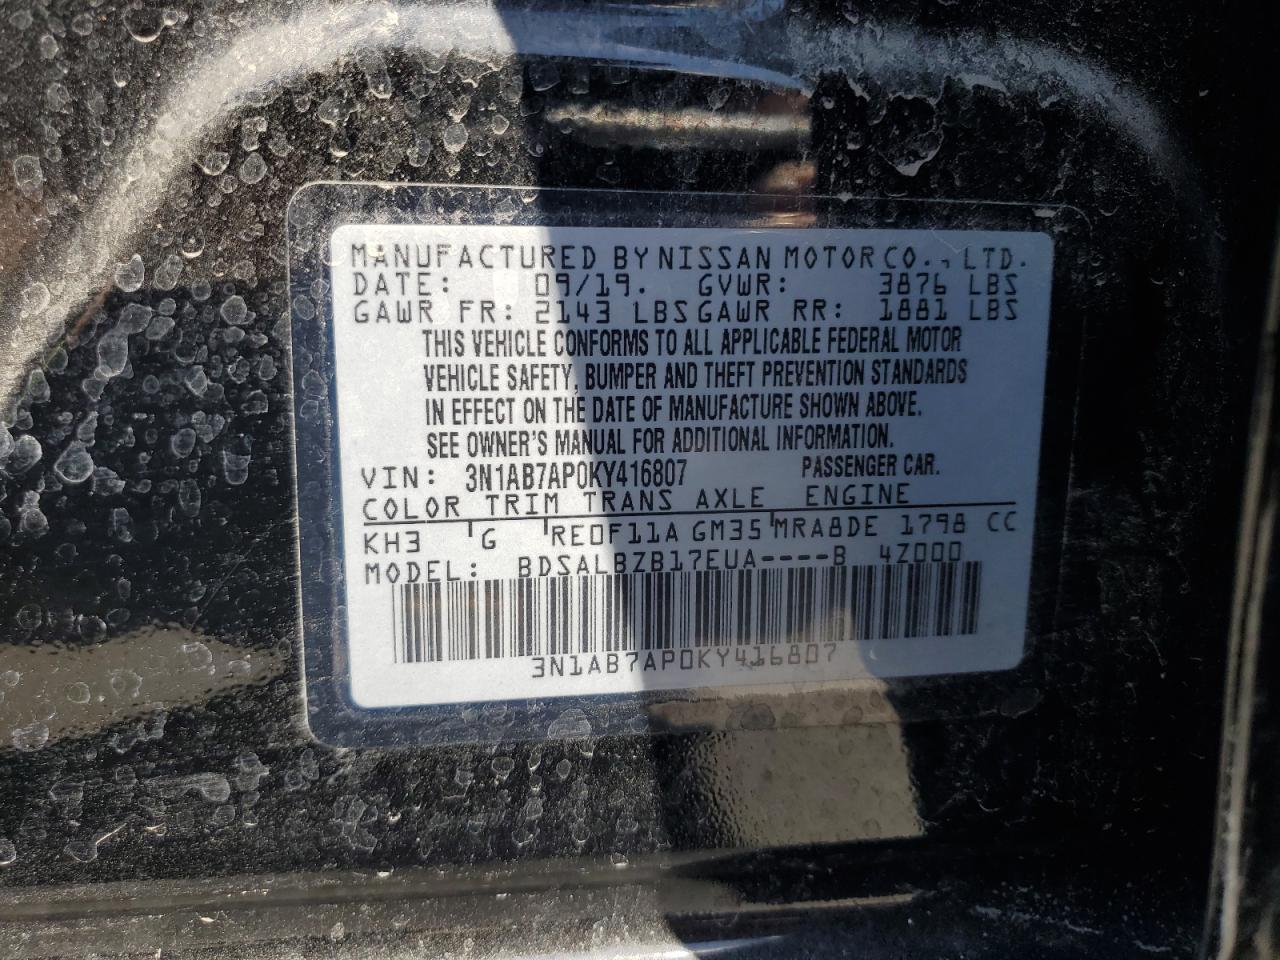 MANUFACTURED BY NISSAN MOTOR CO., LTD.
DATE: 09/19. GVWR: 3876 LBS
GAWR FR: 2143 LBS GAWR RR: 1881 LBS
THIS VEHICLE CONFORMS TO ALL APPLICABLE FEDERAL MOTOR
VEHICLE SAFETY, BUMPER AND THEFT PREVENTION STANDARDS
IN EFFECT ON THE DATE OF MANUFACTURE SHOWN ABOVE.
SEE OWNER'S MANUAL FOR ADDITIONAL INFORMATION.
VIN: 3N1AB7AP0KY416807 PASSENGER CAR.
COLOR TRIM TRANS AXLE ENGINE
KH3 G RE0F11A GM35 MRA8DE 1798 CC
MODEL: BDSALBZB17EUA----B 4Z000
3N1AB7AP0KY416807